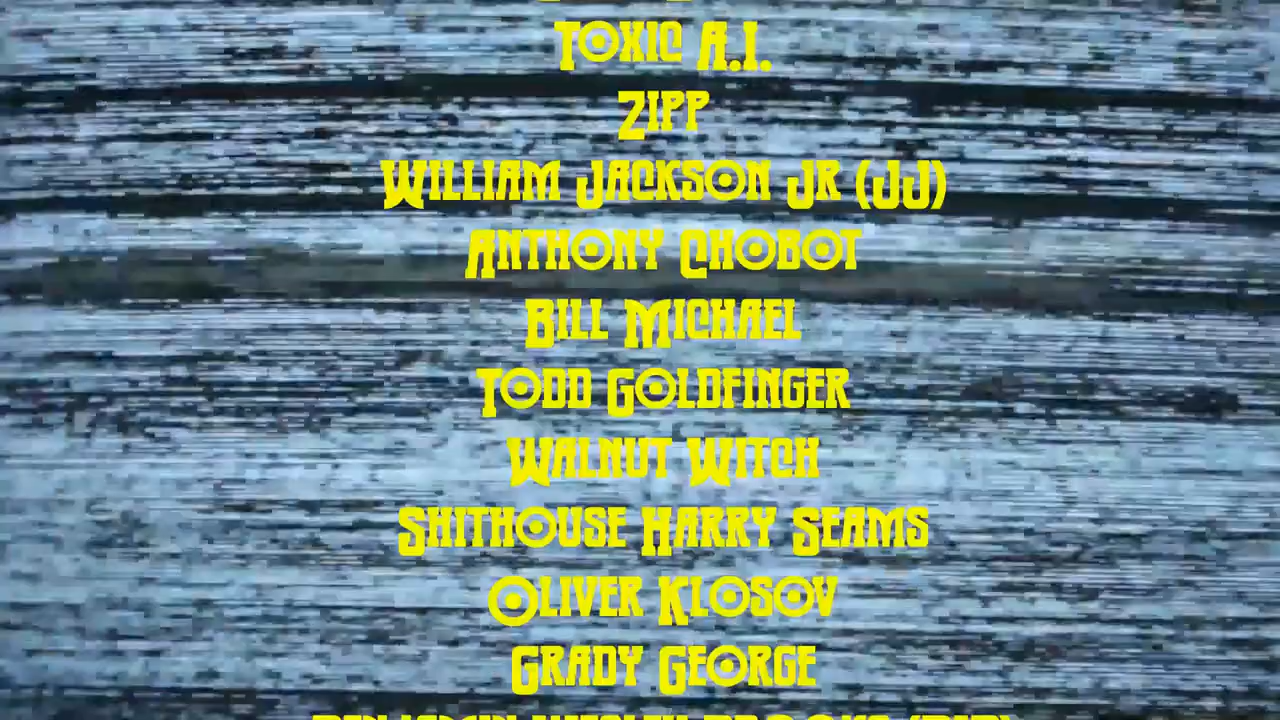 Toxic A.I.
Zipp
William Jackson Jr (JJ)
Anthony Chobot
Bill Michael
Todd Goldfinger
Walnut Witch
Shithouse Harry Seams
Oliver Klosov
Grady George